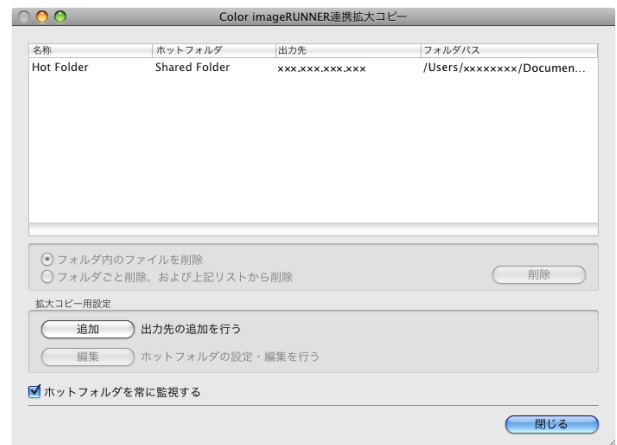 Color imageRUNNER連携拡大コピー
名称 ホットフォルダ 出力先 フォルダパス
Hot Folder Shared Folder xxx.xxx.xxx.xxx /Users/xxxxxxxx/Documen...
フォルダ内のファイルを削除
フォルダごと削除、および上記リストから削除 削除
拡大コピー用設定
追加 出力先の追加を行う
編集 ホットフォルダの設定・編集を行う
ホットフォルダを常に監視する
閉じる